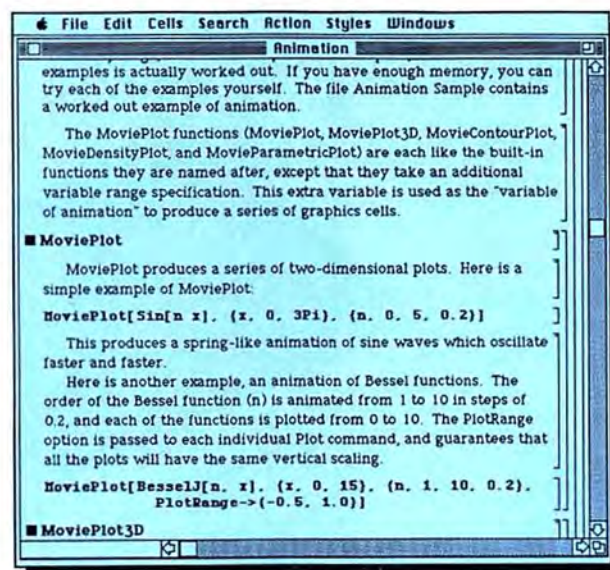 File Edit Cells Search Action Styles Windows
Animation
examples is actually worked out. If you have enough memory, you can
try each of the examples yourself. The file Animation Sample contains
a worked out example of animation.
The MoviePlot functions (MoviePlot, MoviePlot3D, MovieContourPlot,
MovieDensityPlot, and MovieParametricPlot) are each like the built-in
functions they are named after, except that they take an additional
variable range specification. This extra variable is used as the "variable
of animation" to produce a series of graphics cells.
■ MoviePlot
MoviePlot produces a series of two-dimensional plots. Here is a
simple example of MoviePlot:
MoviePlot[Sin[n x], {x, 0, 3Pi}, {n, 0, 5, 0.2}]
This produces a spring-like animation of sine waves which oscillate
faster and faster.
Here is another example, an animation of Bessel functions. The
order of the Bessel function (n) is animated from 1 to 10 in steps of
0.2, and each of the functions is plotted from 0 to 10. The PlotRange
option is passed to each individual Plot command, and guarantees that
all the plots will have the same vertical scaling.
MoviePlot[BesselJ[n, x], {x, 0, 15}, {n, 1, 10, 0.2},
PlotRange->{-0.5, 1.0}]
■ MoviePlot3D